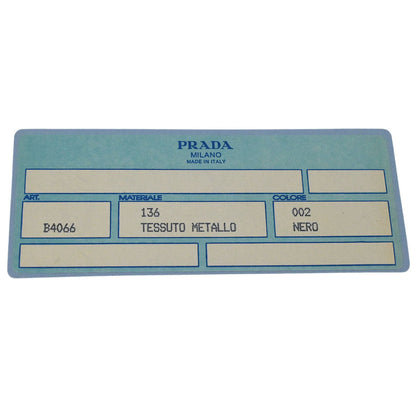 PRADA
MILANO
MADE IN ITALY
ART. MATERIALE COLORE
136 002
B4066 TESSUTO METALLO NERO